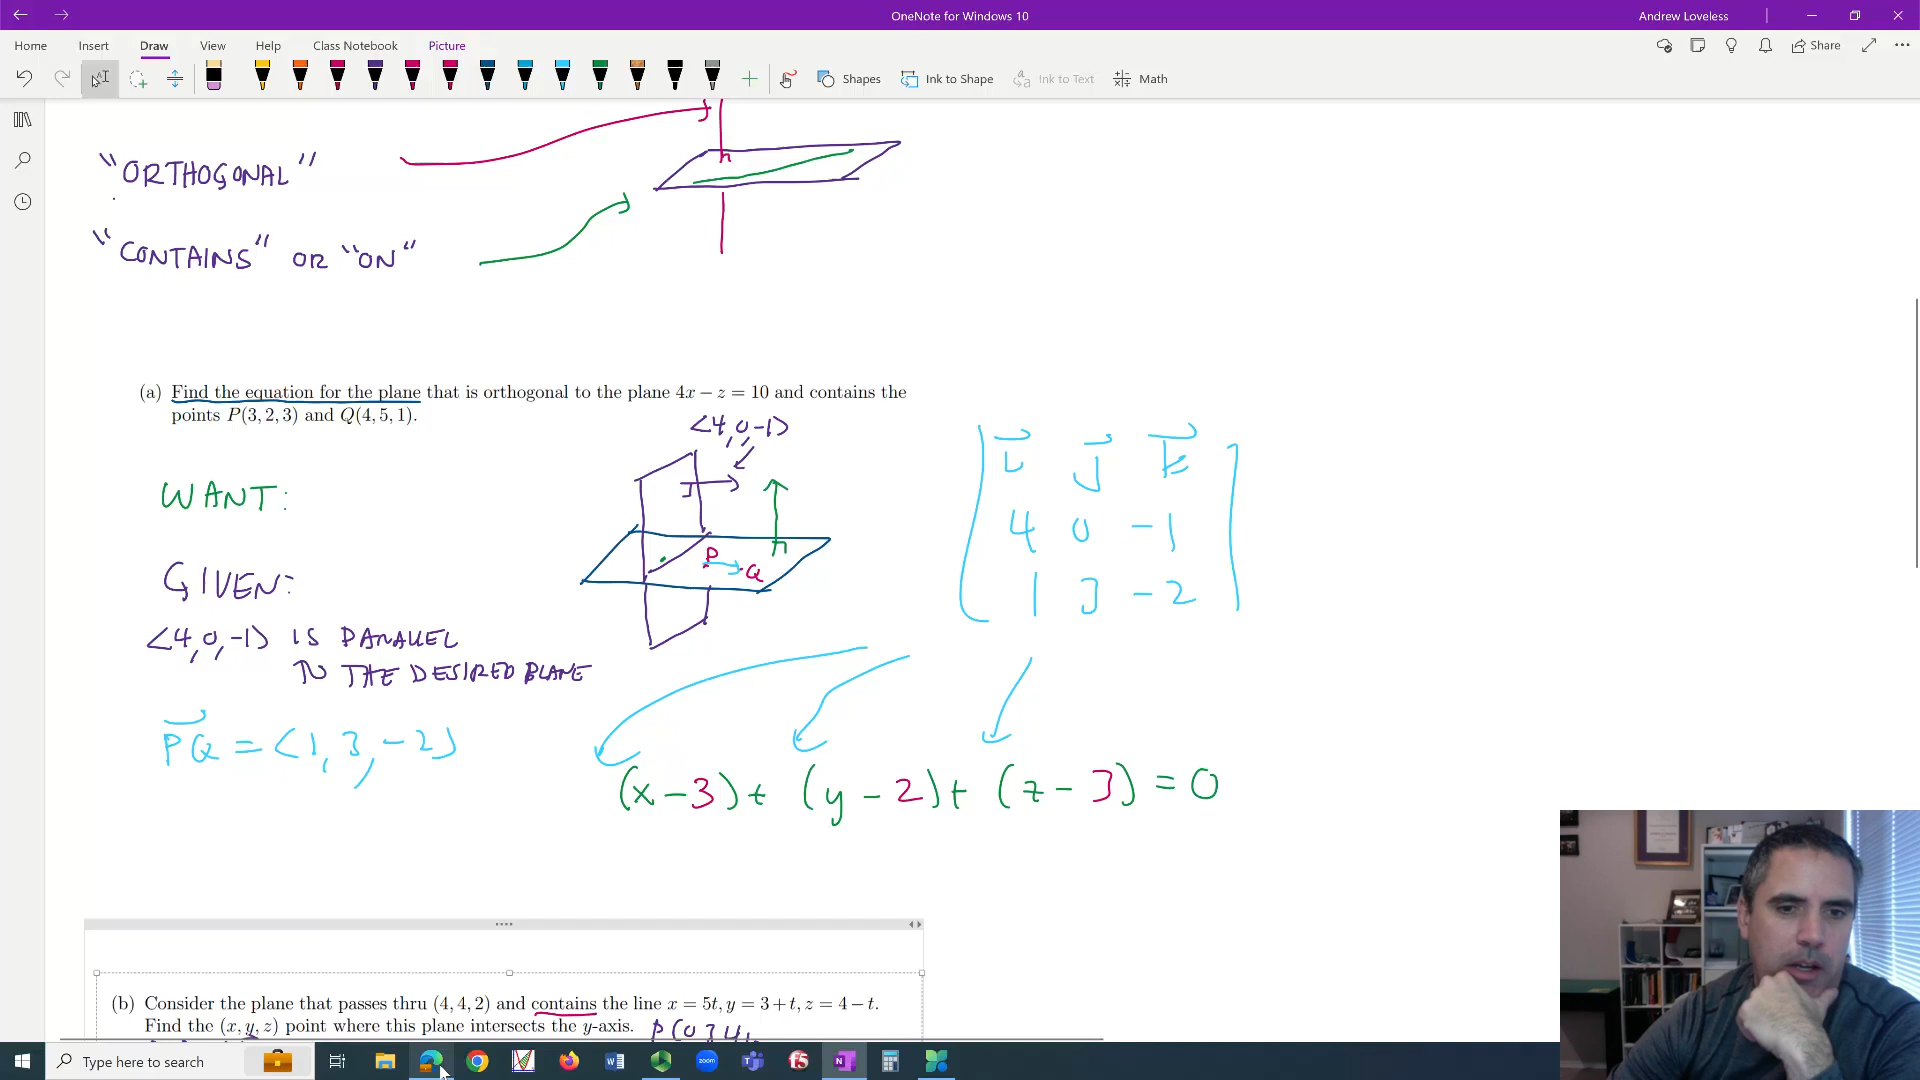 OneNote for Windows 10
Andrew Loveless
Home Insert Draw View Help Class Notebook Picture
Share
Shapes Ink to Shape Ink to Text Math
"ORTHOGONAL"
"CONTAINS" OR "ON"
(a) Find the equation for the plane that is orthogonal to the plane 4x − z = 10 and contains the
points P(3, 2, 3) and Q(4, 5, 1).
<4, 0, -1>
WANT:
P
Q
GIVEN:
<4, 0, -1> IS PARALLEL
TO THE DESIRED PLANE
PQ = <1, 3, -2>
i j k
4 0 -1
1 3 -2
(x-3)+ (y-2)+ (z-3) = 0
(b) Consider the plane that passes thru (4, 4, 2) and contains the line x = 5t, y = 3 + t, z = 4 − t.
Find the (x, y, z) point where this plane intersects the y-axis.
Type here to search
zoom